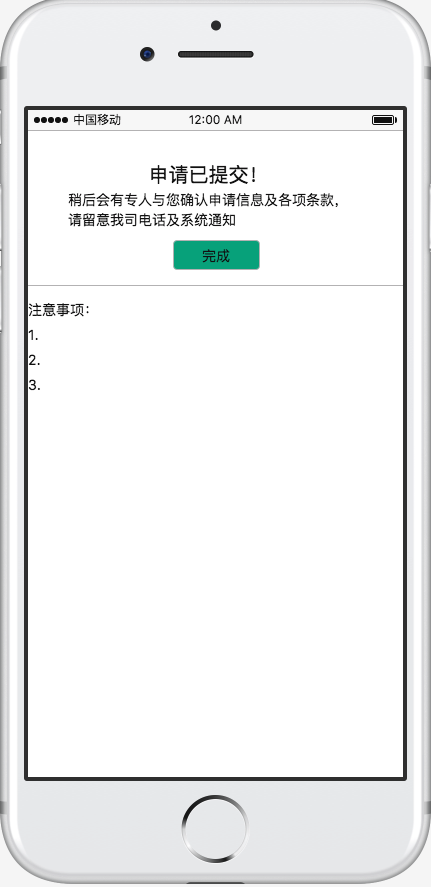 中国移动 12:00 AM
申请已提交！
稍后会有专人与您确认申请信息及各项条款，
请留意我司电话及系统通知
完成
注意事项：
1.
2.
3.